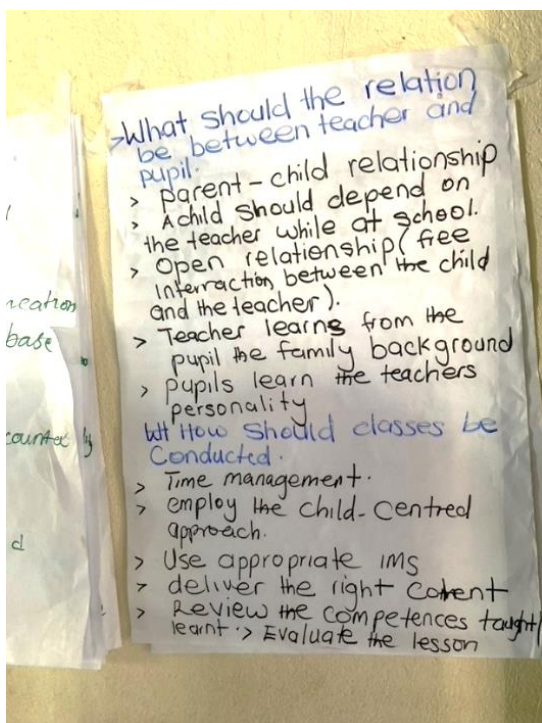 >What should the relation
be between teacher and
pupil.
> parent-child relationship
> A child should depend on
the teacher while at school.
> Open relationship (free
interraction between the child
and the teacher).
> Teacher learns from the
pupil the family background
> pupils learn the teachers
personality
How should classes be
Conducted.
> Time management.
> employ the child-centred
approach.
> Use appropriate IMS
> deliver the right
> Review the competences taught/
learnt. > Evaluate the lesson
base
d